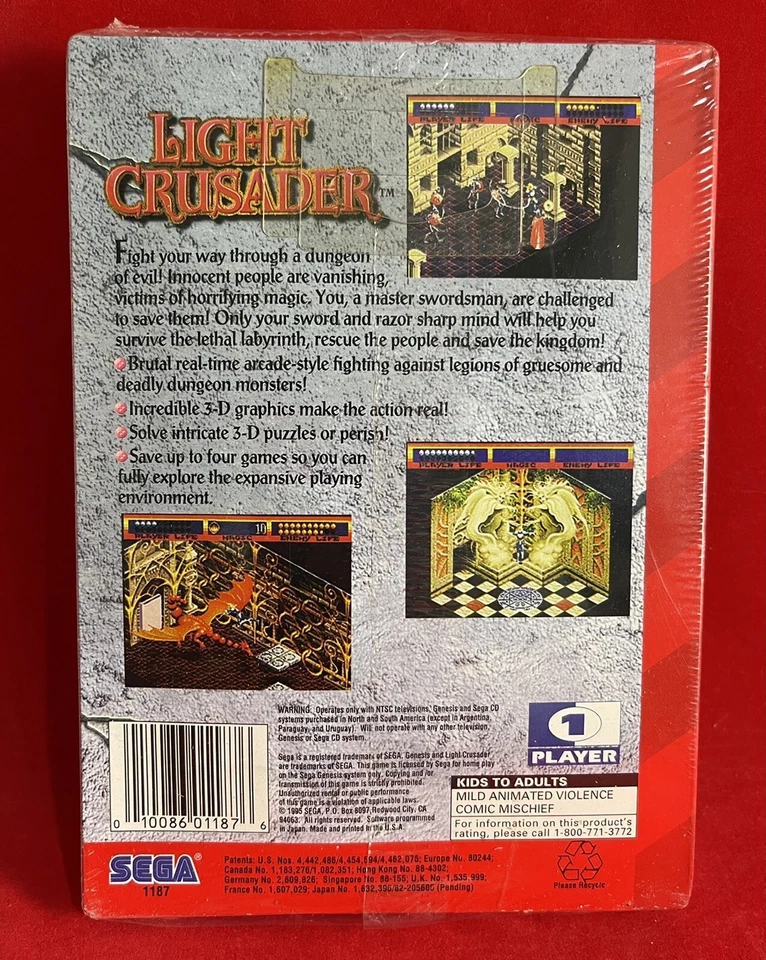 LIGHT
CRUSADER™
Fight your way through a dungeon
of evil! Innocent people are vanishing,
victims of horrifying magic. You, a master swordsman, are challenged
to save them! Only your sword and razor sharp mind will help you
survive the lethal labyrinth, rescue the people and save the kingdom!
Brutal real-time arcade-style fighting against legions of gruesome and
deadly dungeon monsters!
Incredible 3-D graphics make the action real!
Solve intricate 3-D puzzles or perish!
Save up to four games so you can
fully explore the expansive playing
environment.
PLAYER LIFE ENEMY LIFE
PLAYER LIFE MAGIC ENEMY LIFE
10
PLAYER LIFE MAGIC ENEMY LIFE
WARNING: Operates only with NTSC televisions, Genesis and Sega CD
systems purchased in North and South America (except in Argentina,
Paraguay, and Uruguay). Will not operate with any other television,
Genesis or Sega CD system.
Sega is a registered trademark of SEGA. Genesis and Light Crusader
are trademarks of SEGA. This game is licensed by Sega for home play
on the Sega Genesis system only. Copying and/or
transmission of this game is strictly prohibited.
Unauthorized rental or public performance
of this game is a violation of applicable laws.
© 1995 SEGA, P.O. Box 8097, Redwood City, CA
94063. All rights reserved. Software programmed
in Japan. Made and printed in the U.S.A.
1
PLAYER
KIDS TO ADULTS
MILD ANIMATED VIOLENCE
COMIC MISCHIEF
For information on this product's
rating, please call 1-800-771-3772
0 10086 01187 6
SEGA®
1187
Patents: U.S. Nos. 4,442,486/4,454,594/4,462,076; Europe No. 80244;
Canada No. 1,183,276/1,082,351; Hong Kong No. 88-4302;
Germany No. 2,609,826; Singapore No. 88-155; U.K. No. 1,535,999;
France No. 1,607,029; Japan No. 1,632,396/82-205605 (Pending)
Please Recycle